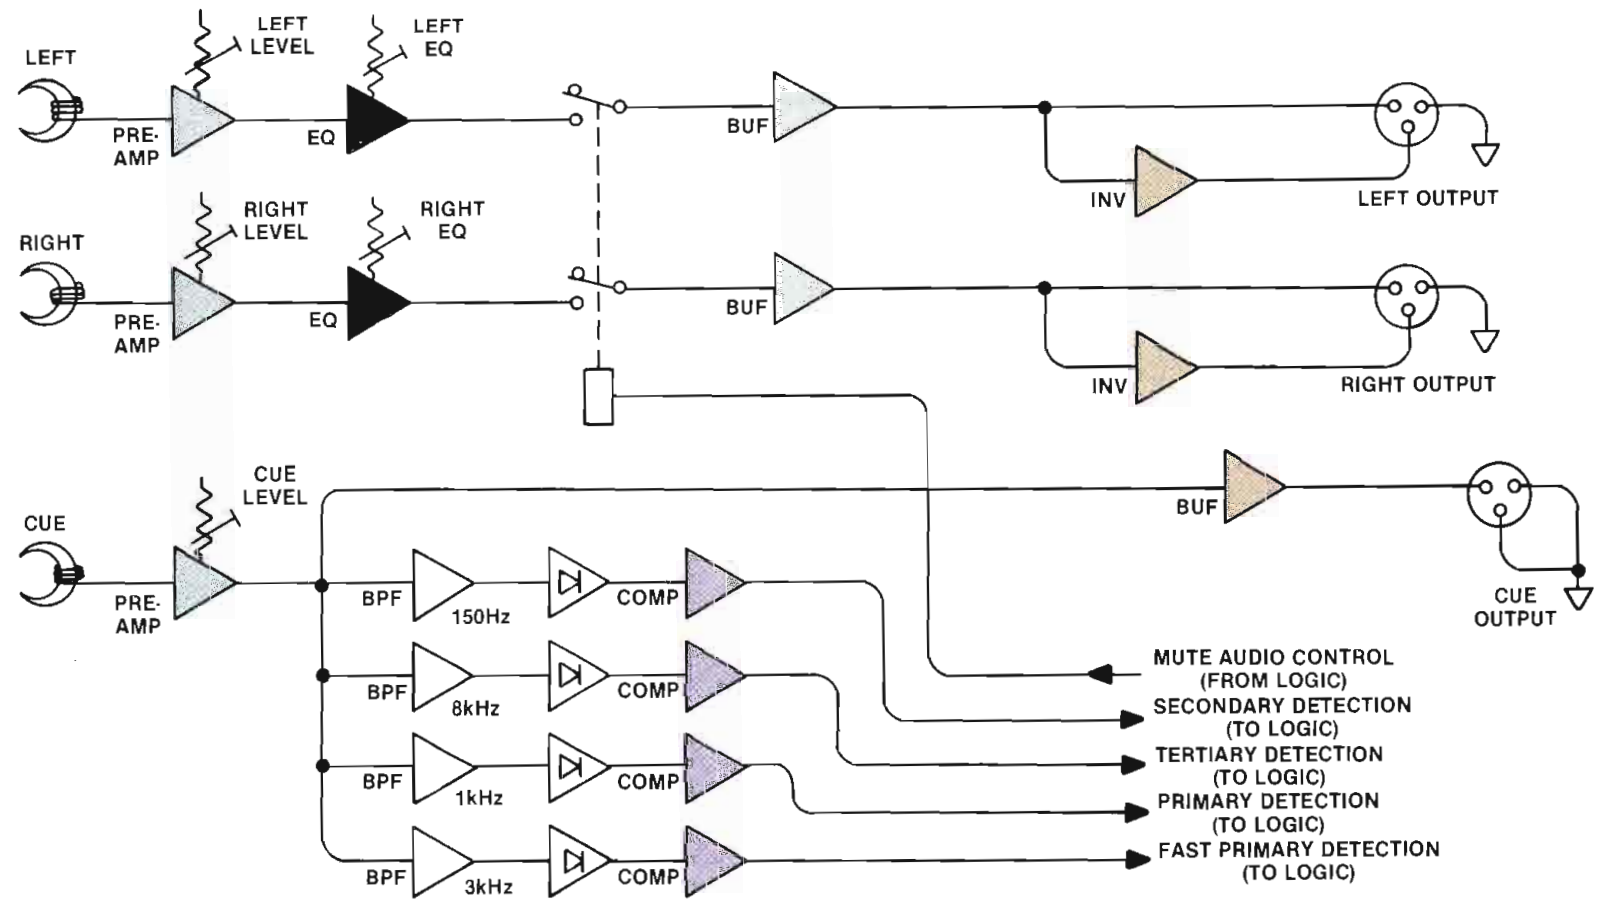 LEFT
LEFT
LEVEL
LEFT
EQ
PRE-
AMP
EQ
BUF
INV
LEFT OUTPUT
RIGHT
RIGHT
LEVEL
RIGHT
EQ
PRE-
AMP
EQ
BUF
INV
RIGHT OUTPUT
CUE
CUE
LEVEL
PRE-
AMP
BUF
CUE
OUTPUT
BPF
150Hz
COMP
BPF
8kHz
COMP
BPF
1kHz
COMP
BPF
3kHz
COMP
MUTE AUDIO CONTROL
(FROM LOGIC)
SECONDARY DETECTION
(TO LOGIC)
TERTIARY DETECTION
(TO LOGIC)
PRIMARY DETECTION
(TO LOGIC)
FAST PRIMARY DETECTION
(TO LOGIC)